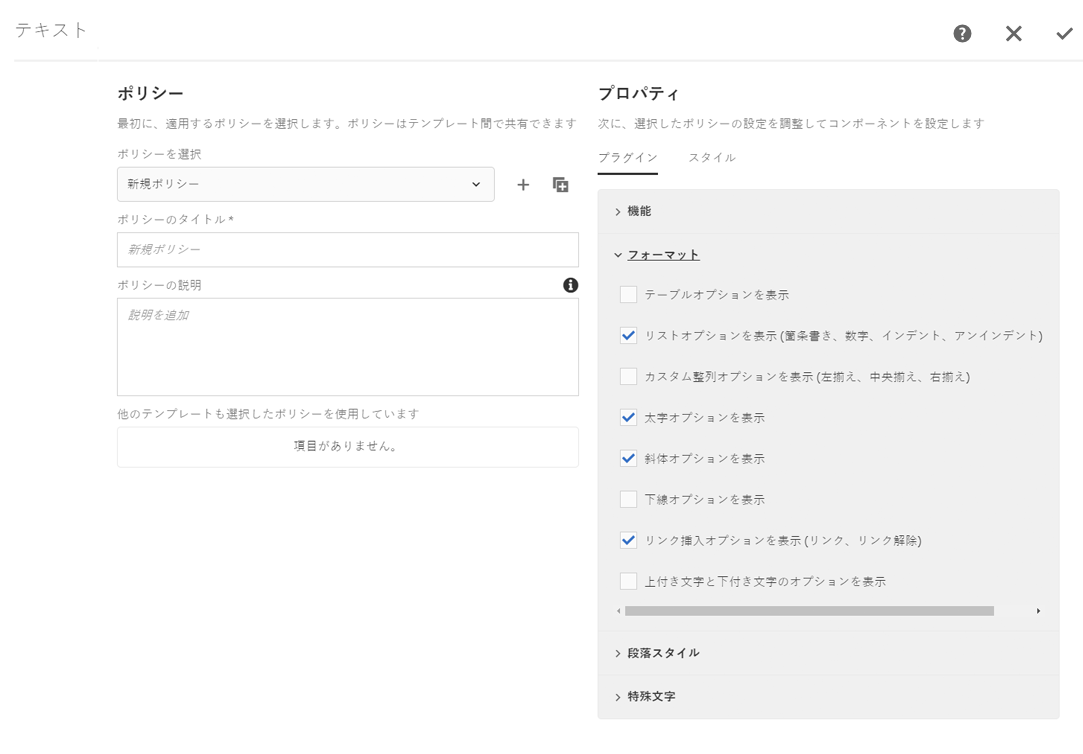 テキスト
ポリシー
最初に、適用するポリシーを選択します。ポリシーはテンプレート間で共有できます
ポリシーを選択
新規ポリシー
ポリシーのタイトル *
新規ポリシー
ポリシーの説明
説明を追加
他のテンプレートも選択したポリシーを使用しています
項目がありません。
プロパティ
次に、選択したポリシーの設定を調整してコンポーネントを設定します
プラグイン スタイル
機能
フォーマット
テーブルオプションを表示
リストオプションを表示 (箇条書き、数字、インデント、アンインデント)
カスタム整列オプションを表示 (左揃え、中央揃え、右揃え)
太字オプションを表示
斜体オプションを表示
下線オプションを表示
リンク挿入オプションを表示 (リンク、リンク解除)
上付き文字と下付き文字のオプションを表示
段落スタイル
特殊文字